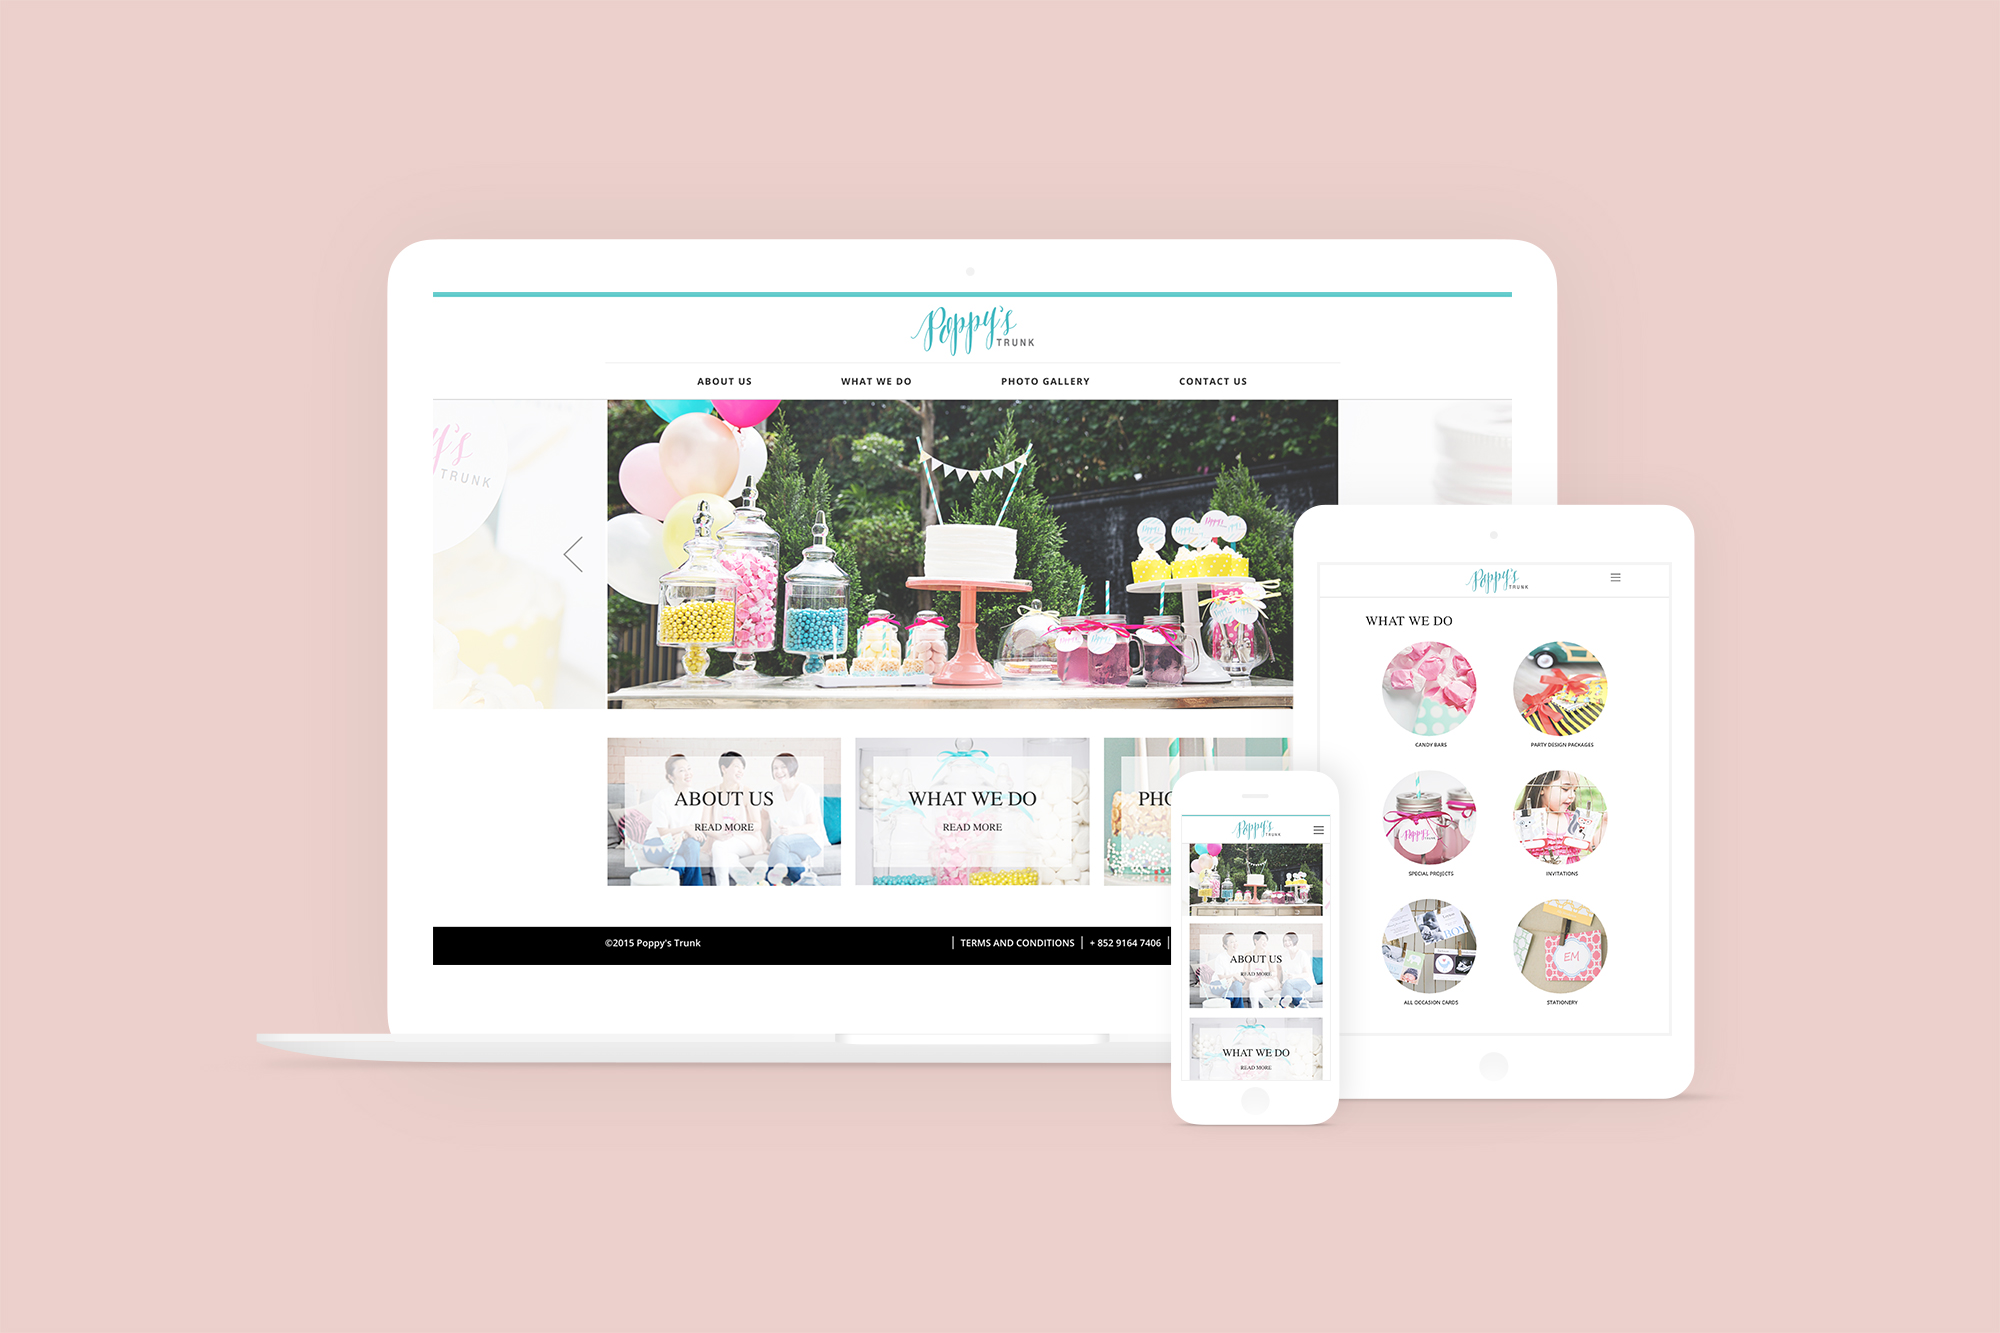 Poppy's
TRUNK
ABOUT US
WHAT WE DO
PHOTO GALLERY
CONTACT US
TRUNK
ABOUT US
READ MORE
WHAT WE DO
READ MORE
©2015 Poppy's Trunk
TERMS AND CONDITIONS
+ 852 9164 7406
Poppy's
TRUNK
WHAT WE DO
CANDY BARS
PARTY DESIGN PACKAGES
SPECIAL PROJECTS
INVITATIONS
EM
ALL OCCASION CARDS
STATIONERY
Poppy's
TRUNK
ABOUT US
READ MORE
WHAT WE DO
READ MORE